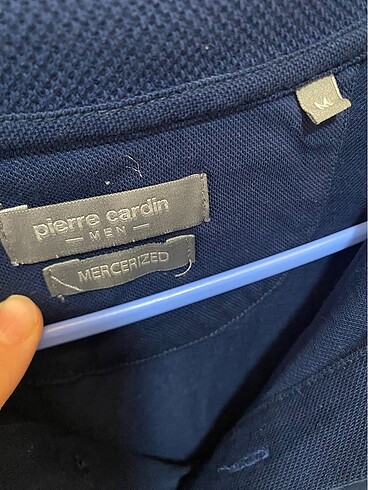 pierre cardin
— MEN —
MERCERIZED